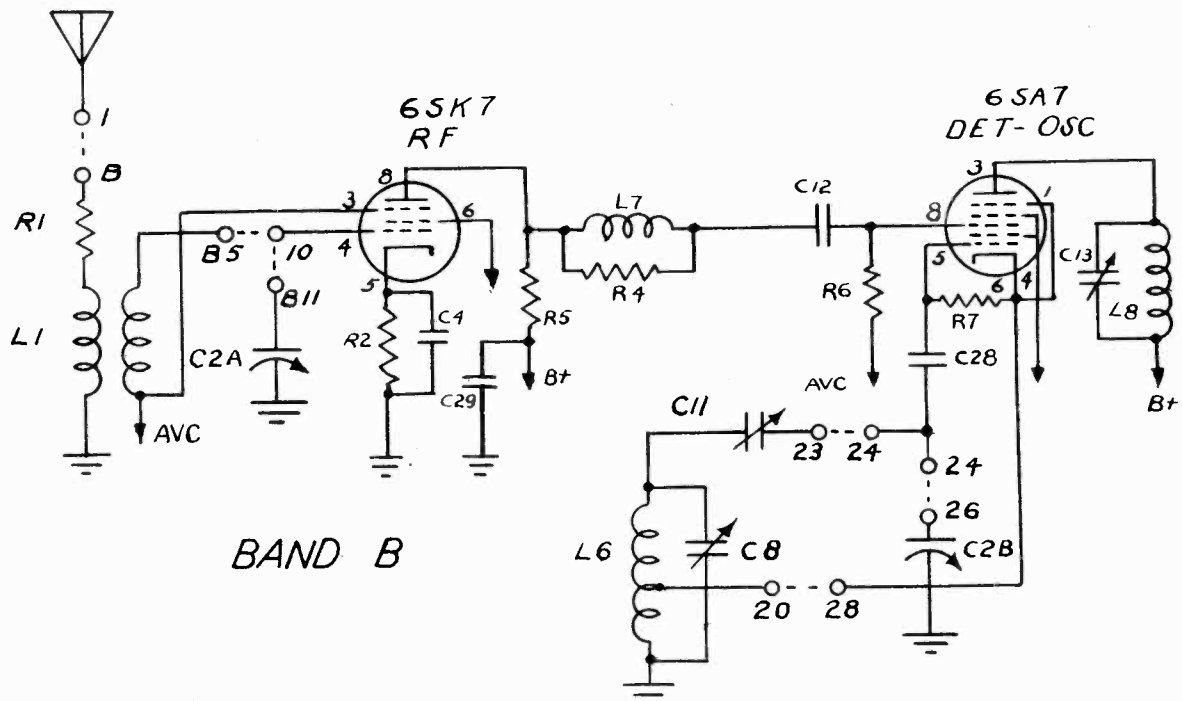 1
B
R1
L1
AVC
B5
10
B11
C2A
6SK7
RF
8
3
4
6
5
R2
C4
C29
R5
B+
L7
R4
C12
R6
AVC
6SA7
DET-OSC
3
1
8
5
6
4
R7
C28
C13
L8
B+
C11
23
24
24
26
C2B
L6
C8
20
28
BAND B